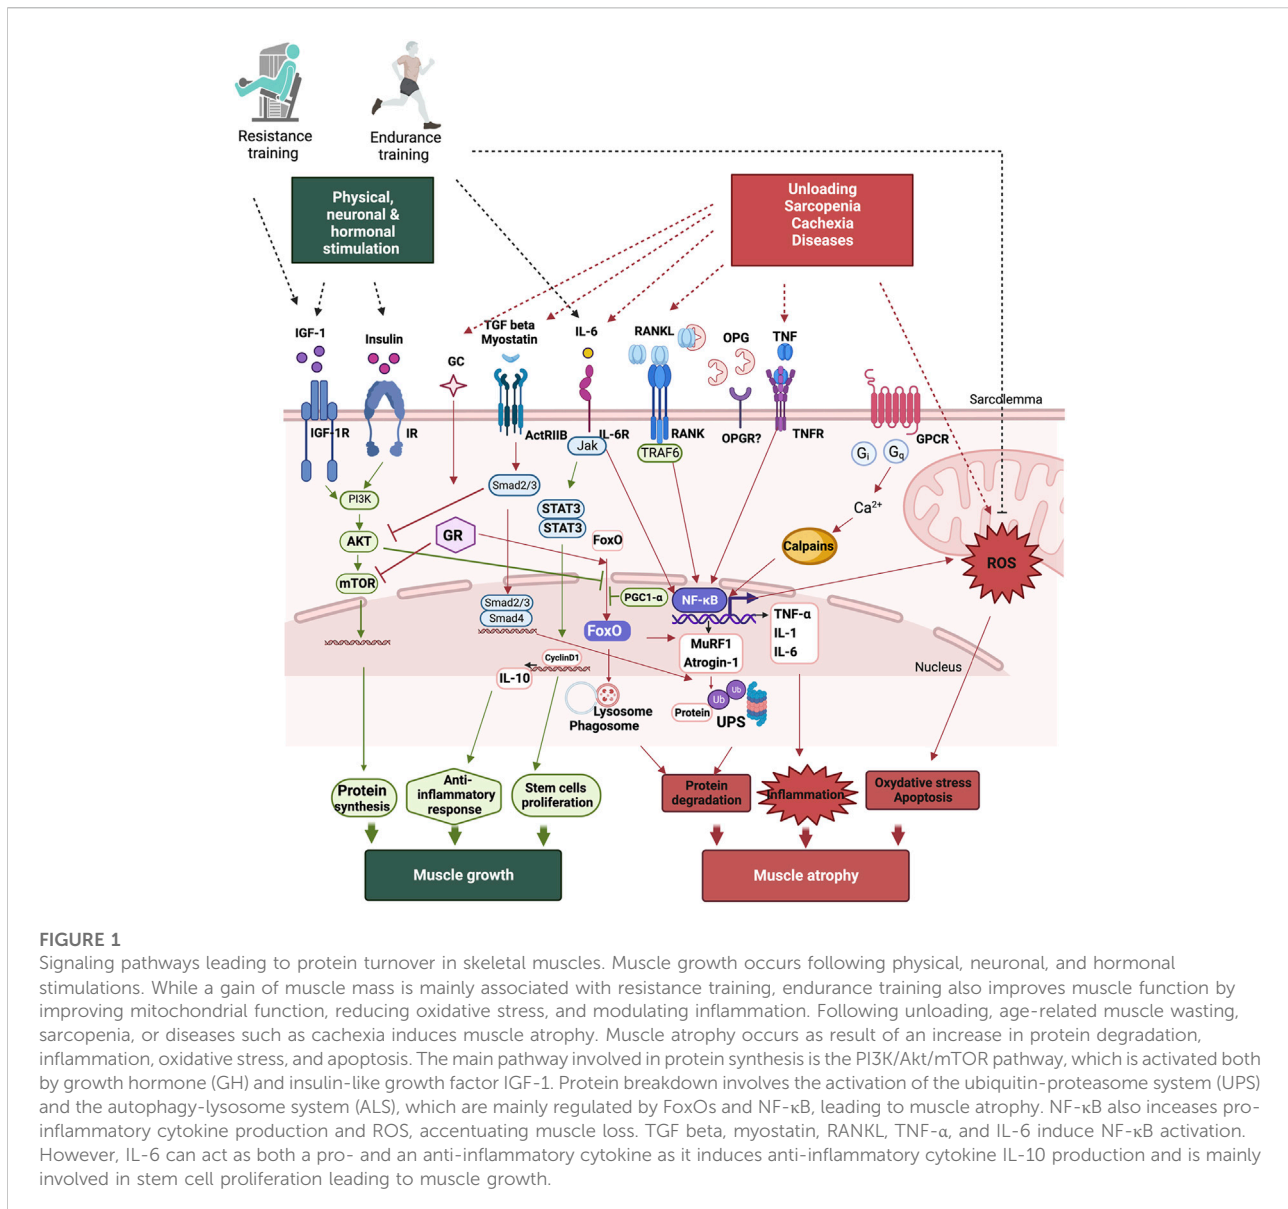 Resistance
training
Endurance
training
Physical,
neuronal &
hormonal
stimulation
Unloading
Sarcopenia
Cachexia
Diseases
IGF-1
Insulin
GC
TGF beta
Myostatin
IL-6
RANKL
OPG
TNF
Sarcolemma
IGF-1R
IR
ActRIIB
IL-6R
Jak
RANK
TRAF6
OPGR?
TNFR
GPCR
Gi
Gq
PI3K
Smad2/3
STAT3
STAT3
Ca2+
AKT
GR
FoxO
Calpains
ROS
mTOR
Smad2/3
Smad4
PGC1-α
NF-κB
FoxO
MuRF1
Atrogin-1
TNF-α
IL-1
IL-6
Nucleus
CyclinD1
IL-10
Lysosome
Phagosome
Protein
Ub
Ub
UPS
Protein
synthesis
Anti-
inflammatory
response
Stem cells
proliferation
Protein
degradation
Inflammation
Oxydative stress
Apoptosis
Muscle growth
Muscle atrophy
FIGURE 1
Signaling pathways leading to protein turnover in skeletal muscles. Muscle growth occurs following physical, neuronal, and hormonal
stimulations. While a gain of muscle mass is mainly associated with resistance training, endurance training also improves muscle function by
improving mitochondrial function, reducing oxidative stress, and modulating inflammation. Following unloading, age-related muscle wasting,
sarcopenia, or diseases such as cachexia induces muscle atrophy. Muscle atrophy occurs as result of an increase in protein degradation,
inflammation, oxidative stress, and apoptosis. The main pathway involved in protein synthesis is the PI3K/Akt/mTOR pathway, which is activated both
by growth hormone (GH) and insulin-like growth factor IGF-1. Protein breakdown involves the activation of the ubiquitin-proteasome system (UPS)
and the autophagy-lysosome system (ALS), which are mainly regulated by FoxOs and NF-κB, leading to muscle atrophy. NF-κB also inceases pro-
inflammatory cytokine production and ROS, accentuating muscle loss. TGF beta, myostatin, RANKL, TNF-α, and IL-6 induce NF-κB activation.
However, IL-6 can act as both a pro- and an anti-inflammatory cytokine as it induces anti-inflammatory cytokine IL-10 production and is mainly
involved in stem cell proliferation leading to muscle growth.